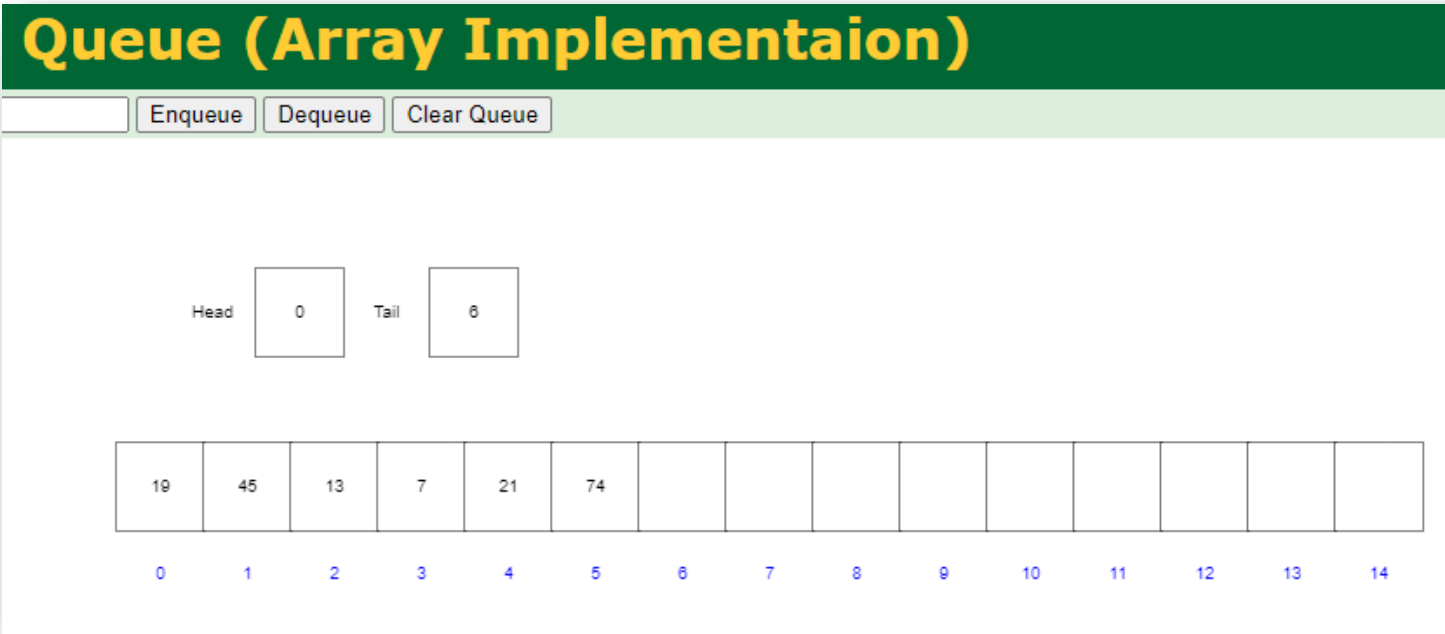 Queue (Array Implementaion)
Enqueue Dequeue Clear Queue
Head 0 Tail 6
19 45 13 7 21 74
0 1 2 3 4 5 6 7 8 9 10 11 12 13 14